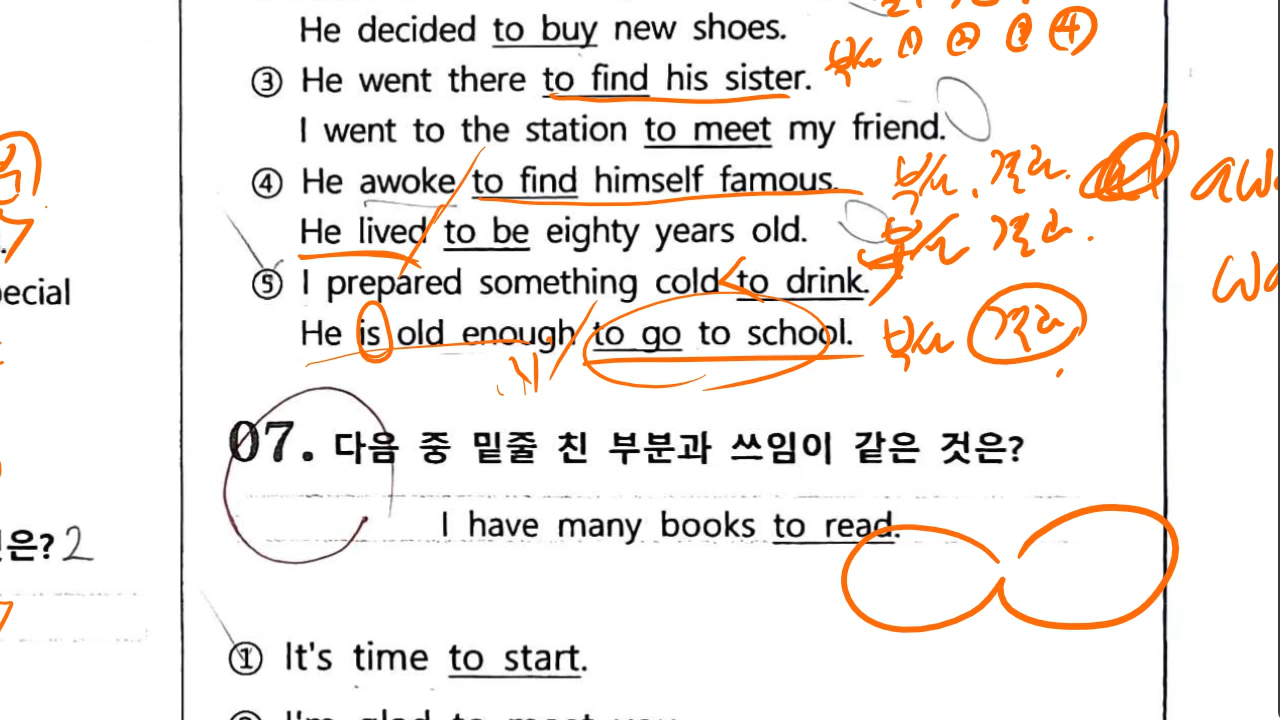 He decided to buy new shoes.
부사 ① ② ③ ④
③ He went there to find his sister.
I went to the station to meet my friend.
④ He awoke to find himself famous. 부사. 결과.
He lived to be eighty years old. 부사 결과.
⑤ I prepared something cold to drink.
He is old enough to go to school. 부사
ecial
07. 다음 중 밑줄 친 부분과 쓰임이 같은 것은?
I have many books to read.
은? 2
① It's time to start.
I'm glad to meet you.